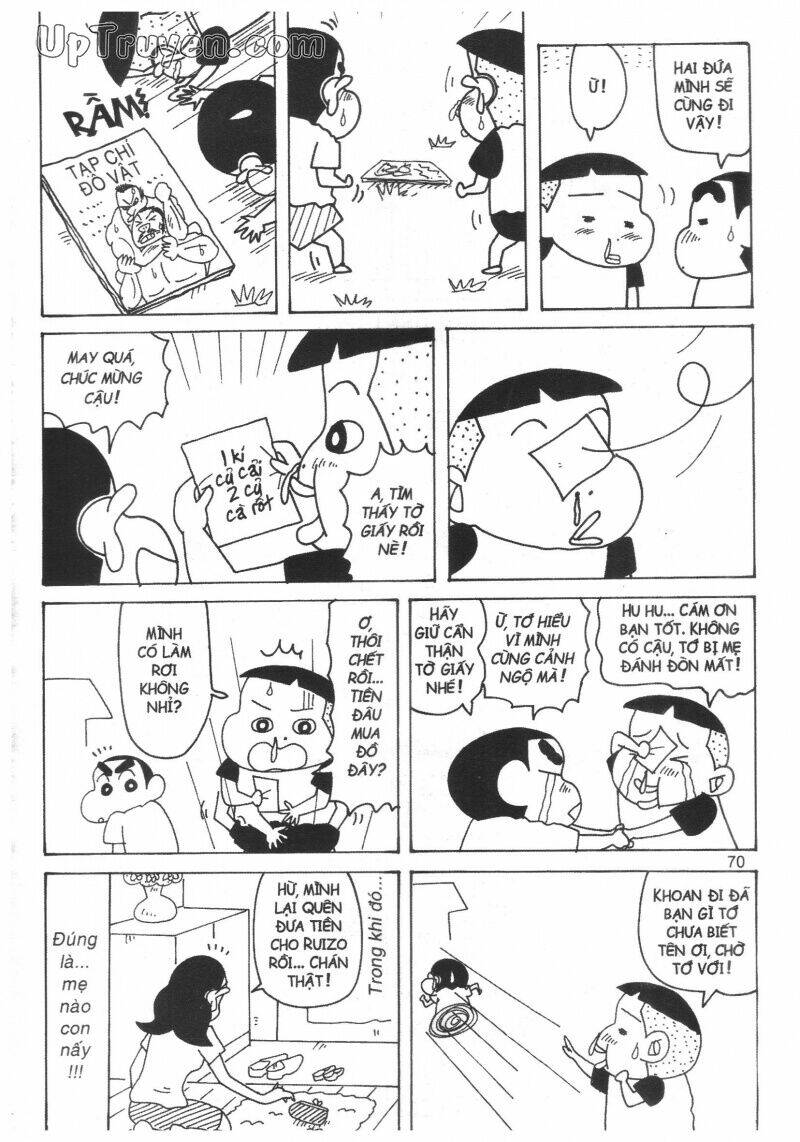 UpTruyen.com
HAI ĐỨA
MÌNH SẼ
CÙNG ĐI
VẬY!
Ừ!
RẦM!
TẠP CHÍ
ĐÔ VẬT
A, TÌM
THẤY TỜ
GIẤY RỒI
NÈ!
1 kí
củ cải
2 củ
cà rốt
MAY QUÁ,
CHÚC MỪNG
CẬU!
HU HU... CÁM ƠN
BẠN TỐT. KHÔNG
CÓ CẬU, TỚ BỊ MẸ
ĐÁNH ĐÒN MẤT!
Ừ, TỚ HIỂU
VÌ MÌNH
CÙNG CẢNH
NGỘ MÀ!
HÃY
GIỮ CẨN
THẬN
TỜ GIẤY
NHÉ!
Ơ,
THÔI
CHẾT
RỒI...
TIỀN
ĐÂU
MUA
ĐỒ
ĐÂY?
MÌNH
CÓ LÀM
RƠI
KHÔNG
NHỈ?
70
KHOAN ĐI ĐÃ
BẠN GÌ TỚ
CHƯA BIẾT
TÊN ƠI, CHỜ
TỚ VỚI!
Trong khi đó...
HỪ, MÌNH
LẠI QUÊN
ĐƯA TIỀN
CHO RUIZO
RỒI... CHÁN
THẬT!
Đúng
là...
mẹ
nào
con
nấy
!!!